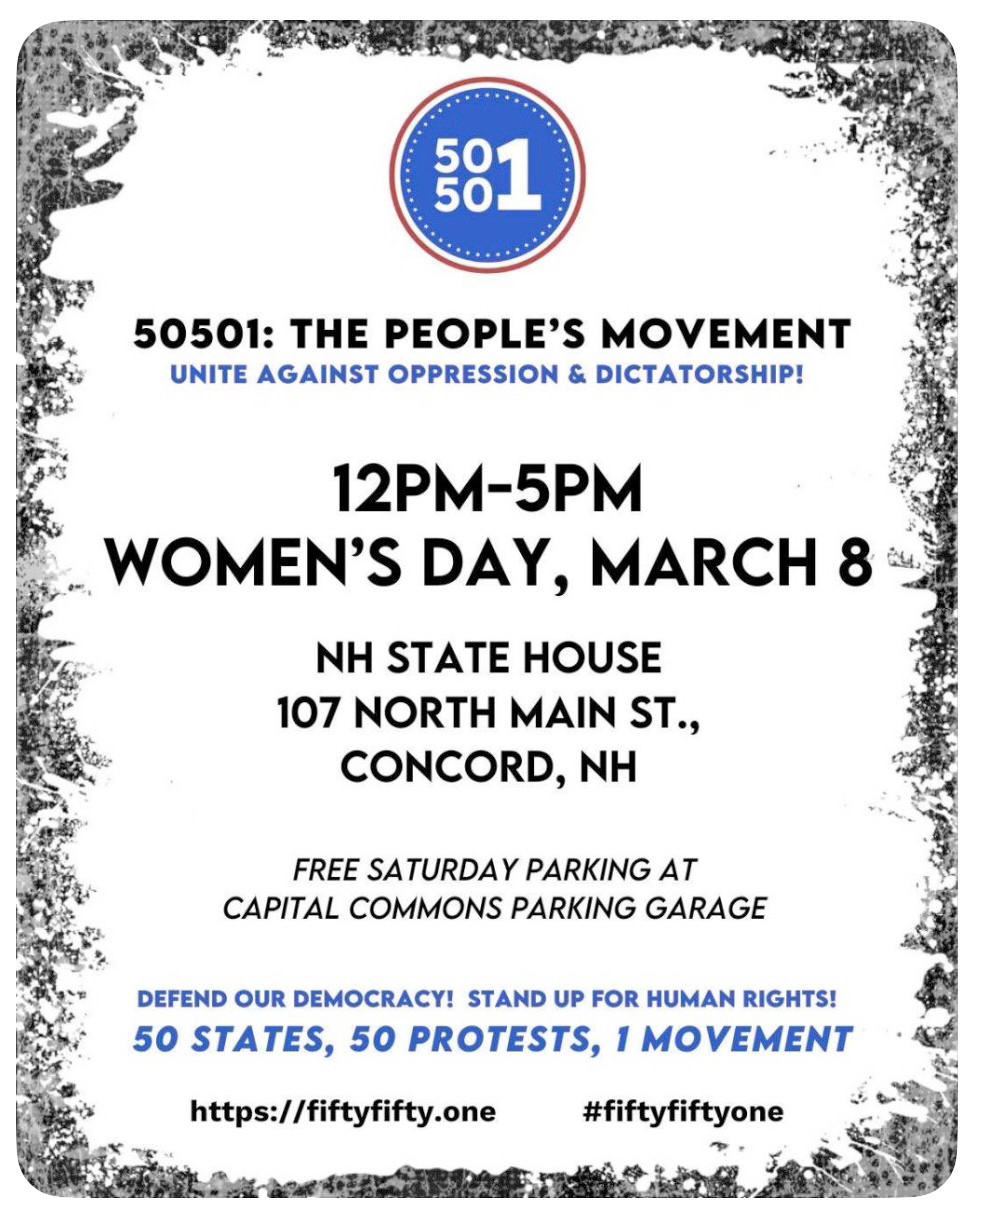 50
50
1
50501: THE PEOPLE'S MOVEMENT
UNITE AGAINST OPPRESSION & DICTATORSHIP!
12PM-5PM
WOMEN'S DAY, MARCH 8
NH STATE HOUSE
107 NORTH MAIN ST.,
CONCORD, NH
FREE SATURDAY PARKING AT
CAPITAL COMMONS PARKING GARAGE
DEFEND OUR DEMOCRACY! STAND UP FOR HUMAN RIGHTS!
50 STATES, 50 PROTESTS, 1 MOVEMENT
https://fiftyfifty.one #fiftyfiftyone